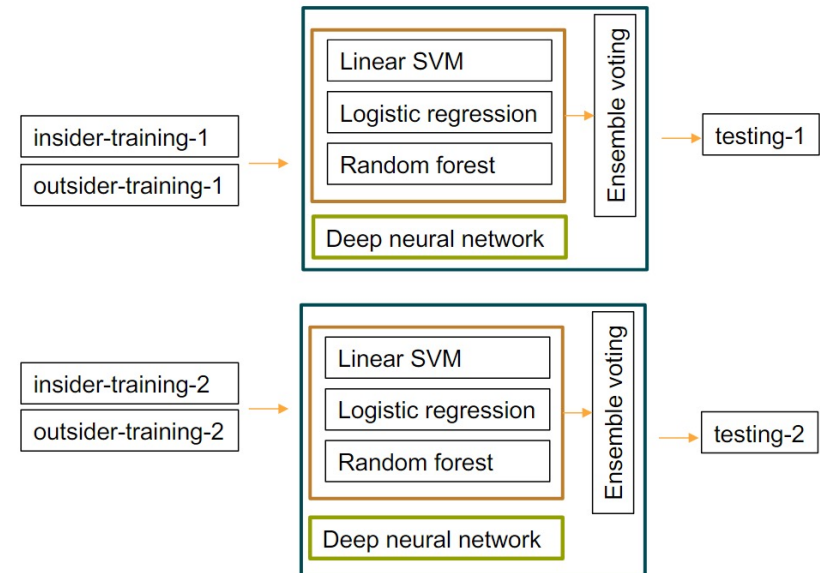 insider-training-1
outsider-training-1
Linear SVM
Logistic regression
Random forest
Deep neural network
Ensemble voting
testing-1
insider-training-2
outsider-training-2
Linear SVM
Logistic regression
Random forest
Deep neural network
Ensemble voting
testing-2